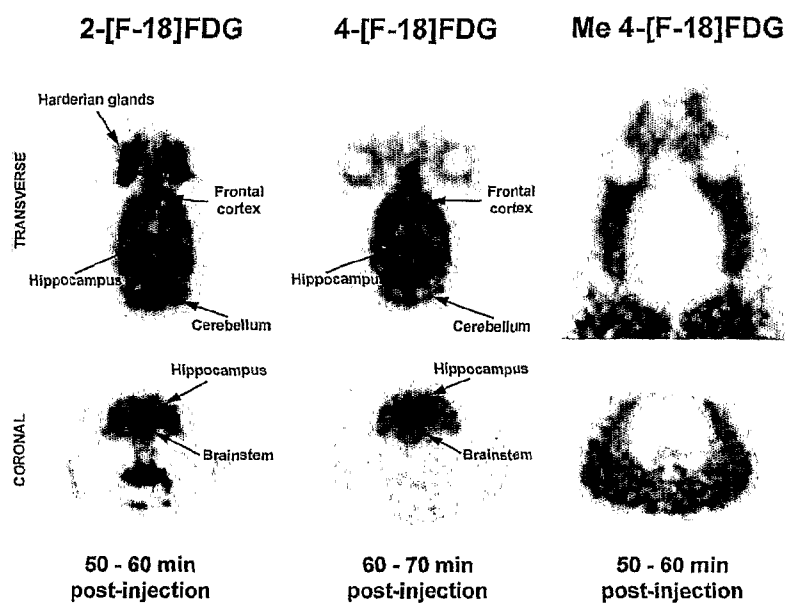 2-[F-18]FDG
4-[F-18]FDG
Me 4-[F-18]FDG
TRANSVERSE
Harderian glands
Frontal
cortex
Hippocampus
Cerebellum
Frontal
cortex
Hippocampus
Cerebellum
CORONAL
Hippocampus
Brainstem
Hippocampus
Brainstem
50 - 60 min
post-injection
60 - 70 min
post-injection
50 - 60 min
post-injection